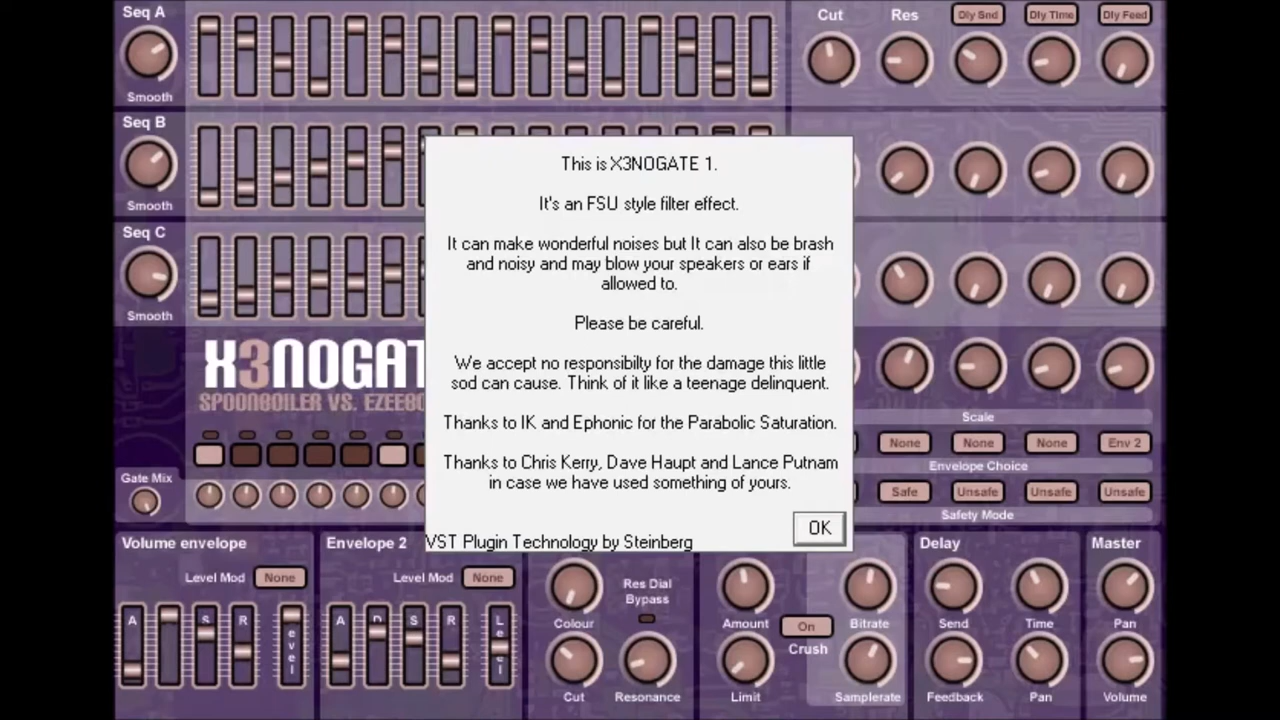 Seq A
Cut
Res
Dly Snd
Dly Time
Dly Feed
Smooth
Seq B
Smooth
Seq C
Smooth
This is X3NOGATE 1.
It's an FSU style filter effect.
It can make wonderful noises but It can also be brash
and noisy and may blow your speakers or ears if
allowed to.
Please be careful.
We accept no responsibilty for the damage this little
sod can cause. Think of it like a teenage delinquent.
Thanks to IK and Ephonic for the Parabolic Saturation.
Thanks to Chris Kerry, Dave Haupt and Lance Putnam
in case we have used something of yours.
OK
VST Plugin Technology by Steinberg
X3NOGAT
SPOONBOILER VS. EZEEBO
Gate Mix
Scale
None
None
None
Env 2
Envelope Choice
Safe
Unsafe
Unsafe
Unsafe
Safety Mode
Volume envelope
Level Mod
None
A
S
R
Level
Envelope 2
Level Mod
None
A
D
S
R
Level
Colour
Res Dial
Bypass
Cut
Resonance
Amount
On
Crush
Bitrate
Limit
Samplerate
Delay
Send
Time
Feedback
Pan
Master
Pan
Volume